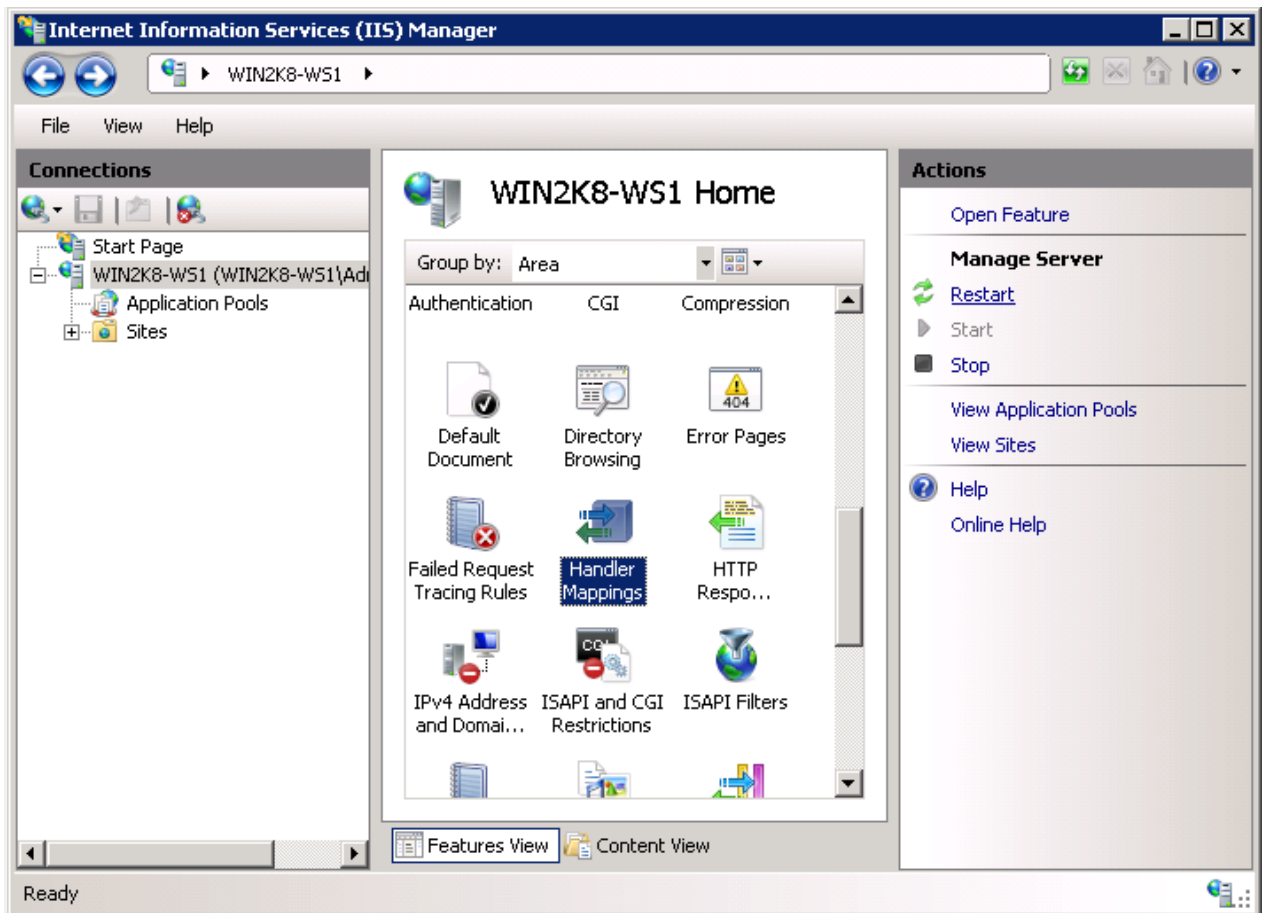 Internet Information Services (IIS) Manager
WIN2K8-WS1
File View Help
Connections
Start Page
WIN2K8-WS1 (WIN2K8-WS1\Adı
Application Pools
Sites
WIN2K8-WS1 Home
Group by: Area
Authentication CGI Compression
Default Document
Directory Browsing
404
Error Pages
Failed Request Tracing Rules
Handler Mappings
HTTP Respo...
IPv4 Address and Domai...
CGI
ISAPI and CGI Restrictions
ISAPI Filters
Features View
Content View
Actions
Open Feature
Manage Server
Restart
Start
Stop
View Application Pools
View Sites
Help
Online Help
Ready